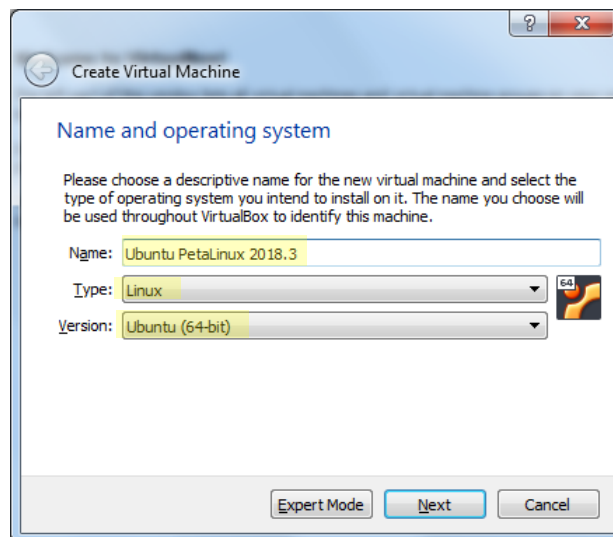 Create Virtual Machine
Name and operating system
Please choose a descriptive name for the new virtual machine and select the
type of operating system you intend to install on it. The name you choose will
be used throughout VirtualBox to identify this machine.
Name: Ubuntu PetaLinux 2018.3
Type: Linux
64
Version: Ubuntu (64-bit)
Expert Mode Next Cancel